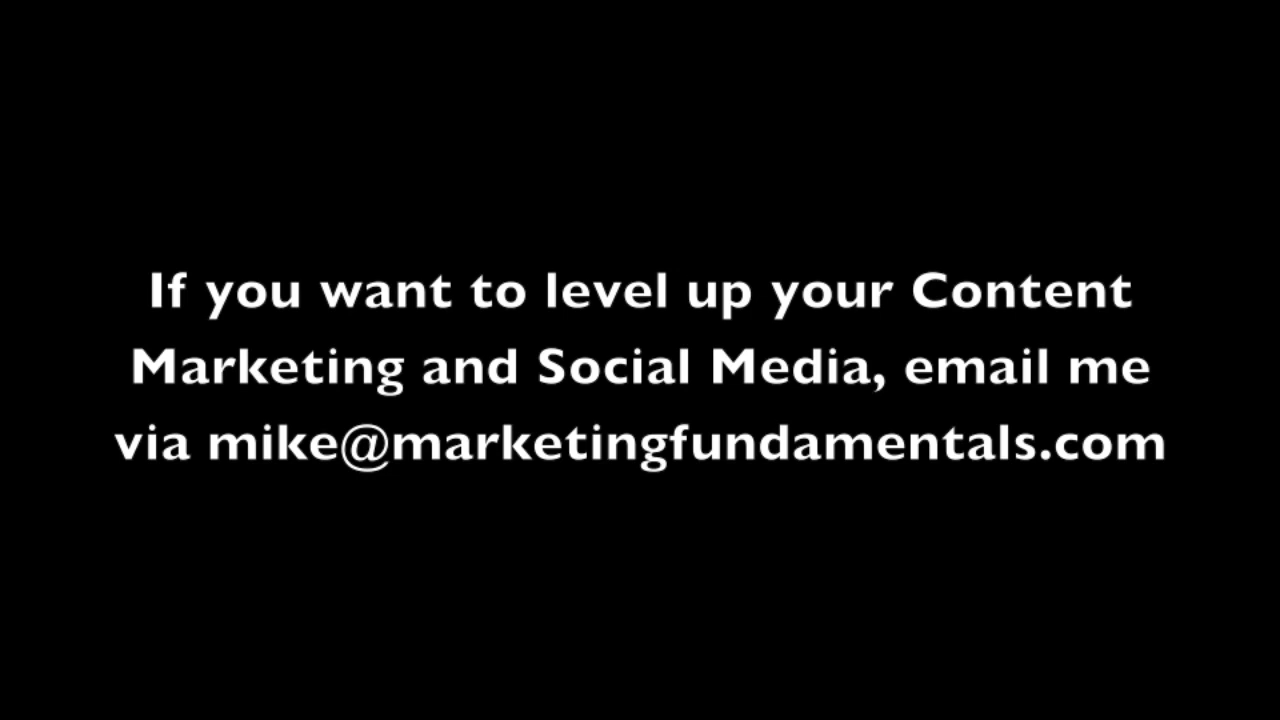 If you want to level up your Content
Marketing and Social Media, email me
via mike@marketingfundamentals.com